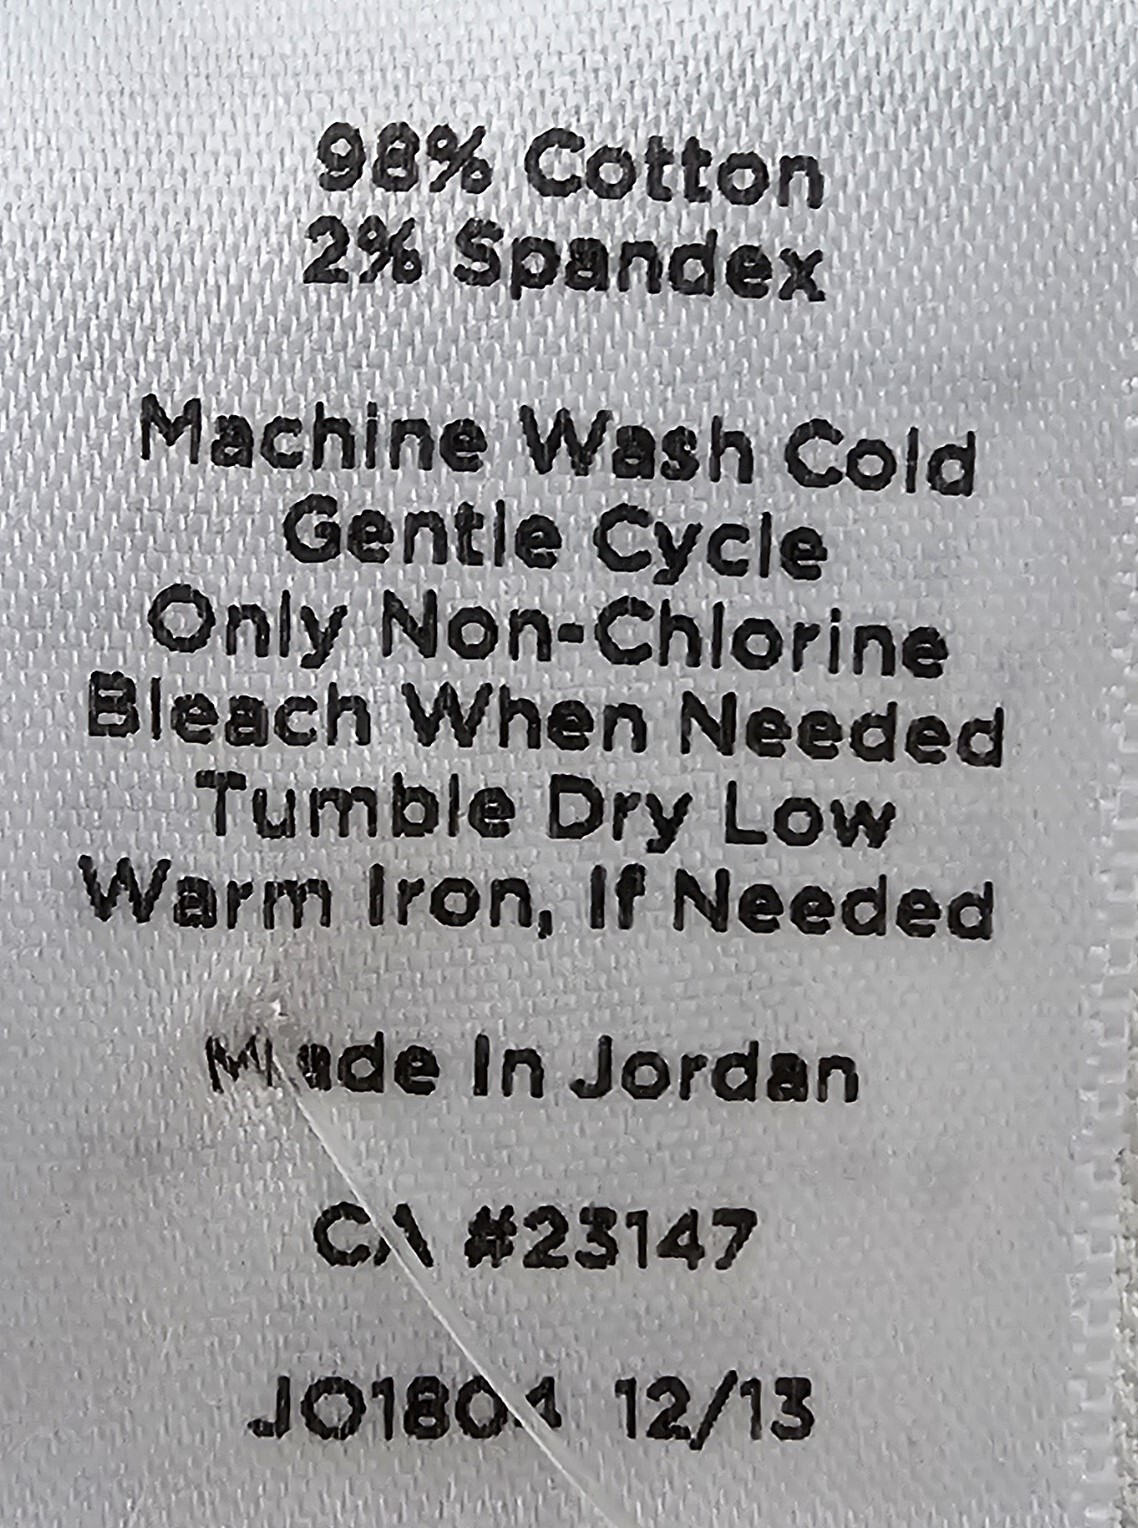 98% Cotton
2% Spandex
Machine Wash Cold
Gentle Cycle
Only Non-Chlorine
Bleach When Needed
Tumble Dry Low
Warm Iron, If Needed
Made In Jordan
CA #23147
JO1804 12/13